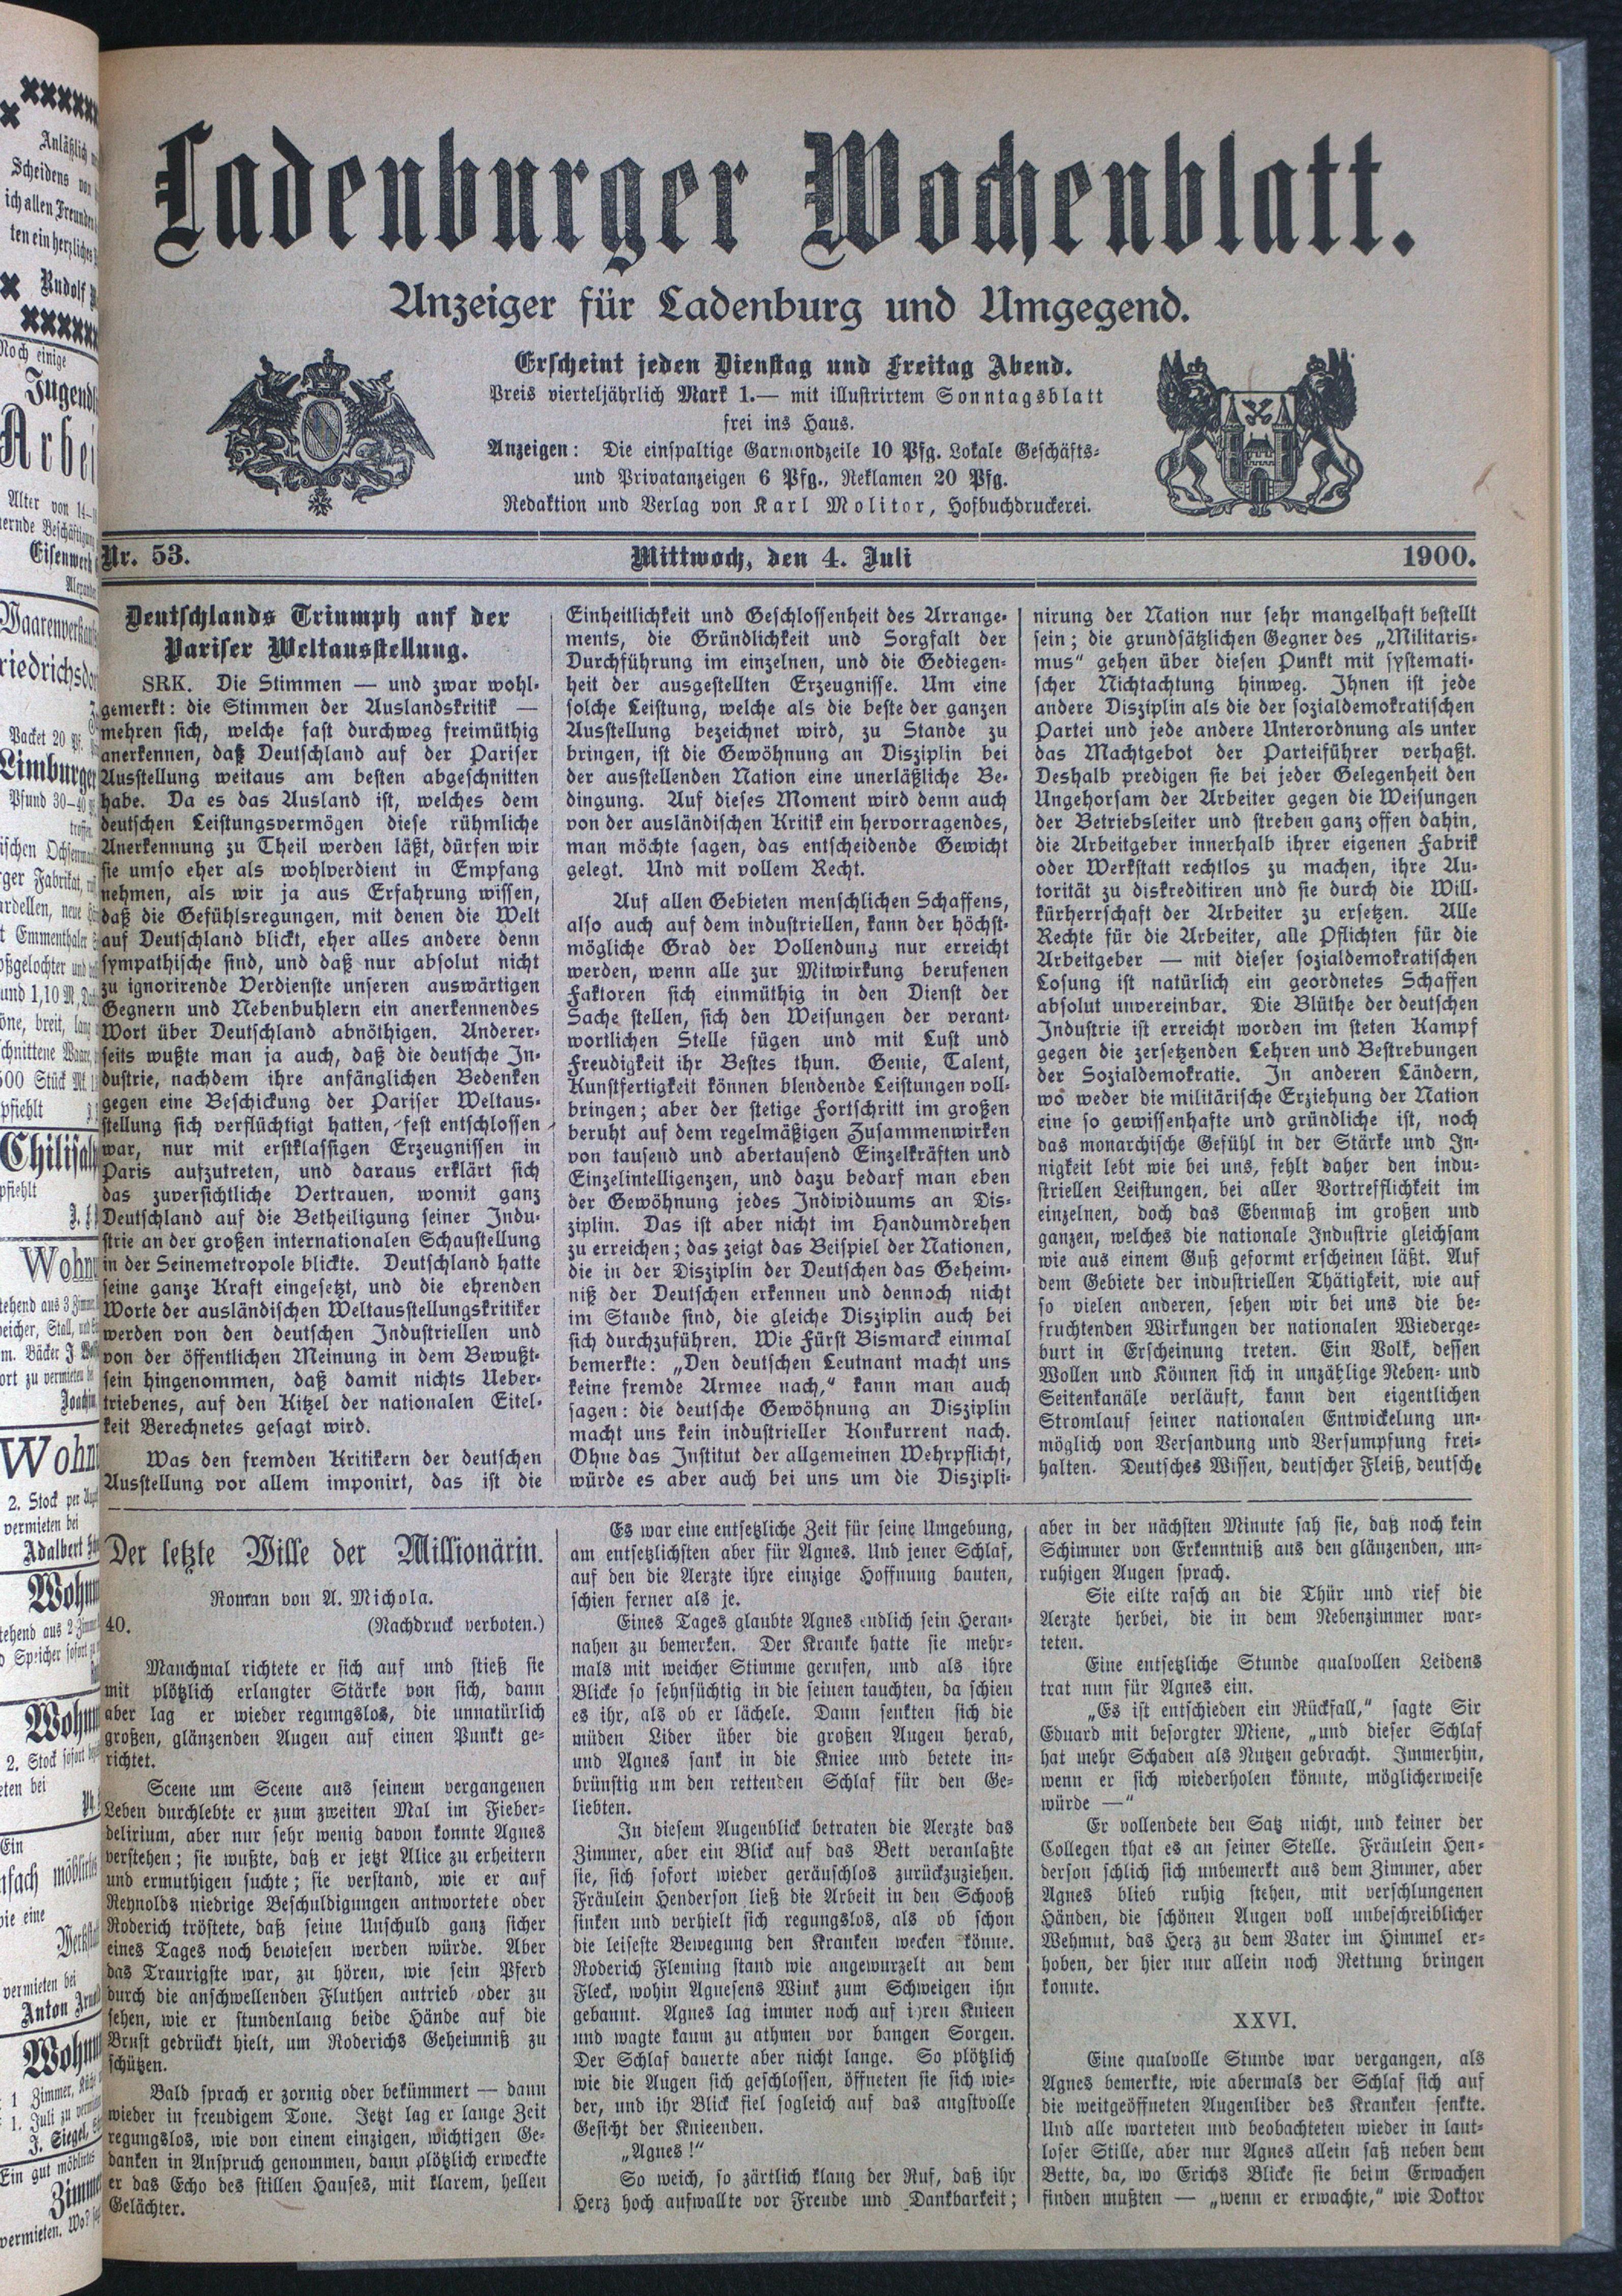 Ladenburger Wochenblatt.
Anzeiger für Ladenburg und Umgegend.
Erscheint jeden Dienstag und Freitag Abend.
Preis vierteljährlich Mark 1.— mit illustrirtem Sonntagsblatt
frei ins Haus.
Anzeigen: Die einspaltige Garmondzeile 10 Pfg. Lokale Geschäfts-
und Privatanzeigen 6 Pfg., Reklamen 20 Pfg.
Redaktion und Verlag von Karl Molitor, Hofbuchdruckerei.
Nr. 53. Mittwoch, den 4. Juli 1900.
Deutschlands Triumph auf der
Pariser Weltausstellung.
SRK. Die Stimmen — und zwar wohl-
gemerkt: die Stimmen der Auslandskritik —
mehren sich, welche fast durchweg freimüthig
anerkennen, daß Deutschland auf der Pariser
Ausstellung weitaus am besten abgeschnitten
habe. Da es das Ausland ist, welches dem
deutschen Leistungsvermögen diese rühmliche
Anerkennung zu Theil werden läßt, dürfen wir
sie umso eher als wohlverdient in Empfang
nehmen, als wir ja aus Erfahrung wissen,
daß die Gefühlsregungen, mit denen die Welt
auf Deutschland blickt, eher alles andere denn
sympathische sind, und daß nur absolut nicht
zu ignorirende Verdienste unseren auswärtigen
Gegnern und Nebenbuhlern ein anerkennendes
Wort über Deutschland abnöthigen. Anderer-
seits wußte man ja auch, daß die deutsche In-
dustrie, nachdem ihre anfänglichen Bedenken
gegen eine Beschickung der Pariser Weltaus-
stellung sich verflüchtigt hatten, fest entschlossen
war, nur mit erstklassigen Erzeugnissen in
Paris aufzutreten, und daraus erklärt sich
das zuversichtliche Vertrauen, womit ganz
Deutschland auf die Betheiligung seiner Indu-
strie an der großen internationalen Schaustellung
in der Seinemetropole blickte. Deutschland hatte
seine ganze Kraft eingesetzt, und die ehrenden
Worte der ausländischen Weltausstellungskritiker
werden von den deutschen Industriellen und
von der öffentlichen Meinung in dem Bewußt-
sein hingenommen, daß damit nichts Ueber-
triebenes, auf den Kitzel der nationalen Eitel-
keit Berechnetes gesagt wird.
Was den fremden Kritikern der deutschen
Ausstellung vor allem imponirt, das ist die
Einheitlichkeit und Geschlossenheit des Arrange-
ments, die Gründlichkeit und Sorgfalt der
Durchführung im einzelnen, und die Gediegen-
heit der ausgestellten Erzeugnisse. Um eine
solche Leistung, welche als die beste der ganzen
Ausstellung bezeichnet wird, zu Stande zu
bringen, ist die Gewöhnung an Disziplin bei
der ausstellenden Nation eine unerläßliche Be-
dingung. Auf dieses Moment wird denn auch
von der ausländischen Kritik ein hervorragendes,
man möchte sagen, das entscheidende Gewicht
gelegt. Und mit vollem Recht.
Auf allen Gebieten menschlichen Schaffens,
also auch auf dem industriellen, kann der höchst-
mögliche Grad der Vollendung nur erreicht
werden, wenn alle zur Mitwirkung berufenen
Faktoren sich einmüthig in den Dienst der
Sache stellen, sich den Weisungen der verant-
wortlichen Stelle fügen und mit Lust und
Freudigkeit ihr Bestes thun. Genie, Talent,
Kunstfertigkeit können blendende Leistungen voll-
bringen; aber der stetige Fortschritt im großen
beruht auf dem regelmäßigen Zusammenwirken
von tausend und abertausend Einzelkräften und
Einzelintelligenzen, und dazu bedarf man eben
der Gewöhnung jedes Individuums an Dis-
ziplin. Das ist aber nicht im Handumdrehen
zu erreichen; das zeigt das Beispiel der Nationen,
die in der Disziplin der Deutschen das Geheim-
niß der Deutschen erkennen und dennoch nicht
im Stande sind, die gleiche Disziplin auch bei
sich durchzuführen. Wie Fürst Bismarck einmal
bemerkte: „Den deutschen Leutnant macht uns
keine fremde Armee nach,“ kann man auch
sagen: die deutsche Gewöhnung an Disziplin
macht uns kein industrieller Konkurrent nach.
Ohne das Institut der allgemeinen Wehrpflicht,
würde es aber auch bei uns um die Diszipli-
nirung der Nation nur sehr mangelhaft bestellt
sein; die grundsätzlichen Gegner des „Militaris-
mus“ gehen über diesen Punkt mit systemati-
scher Nichtachtung hinweg. Ihnen ist jede
andere Disziplin als die der sozialdemokratischen
Partei und jede andere Unterordnung als unter
das Machtgebot der Parteiführer verhaßt.
Deshalb predigen sie bei jeder Gelegenheit den
Ungehorsam der Arbeiter gegen die Weisungen
der Betriebsleiter und streben ganz offen dahin,
die Arbeitgeber innerhalb ihrer eigenen Fabrik
oder Werkstatt rechtlos zu machen, ihre Au-
torität zu diskreditiren und sie durch die Will-
kürherrschaft der Arbeiter zu ersetzen. Alle
Rechte für die Arbeiter, alle Pflichten für die
Arbeitgeber — mit dieser sozialdemokratischen
Losung ist natürlich ein geordnetes Schaffen
absolut unvereinbar. Die Blüthe der deutschen
Industrie ist erreicht worden im steten Kampf
gegen die zersetzenden Lehren und Bestrebungen
der Sozialdemokratie. In anderen Ländern,
wo weder die militärische Erziehung der Nation
eine so gewissenhafte und gründliche ist, noch
das monarchische Gefühl in der Stärke und In-
nigkeit lebt wie bei uns, fehlt daher den indu-
striellen Leistungen, bei aller Vortrefflichkeit im
einzelnen, doch das Ebenmaß im großen und
ganzen, welches die nationale Industrie gleichsam
wie aus einem Guß geformt erscheinen läßt. Auf
dem Gebiete der industriellen Thätigkeit, wie auf
so vielen anderen, sehen wir bei uns die be-
fruchtenden Wirkungen der nationalen Wiederge-
burt in Erscheinung treten. Ein Volk, dessen
Wollen und Können sich in unzählige Neben- und
Seitenkanäle verläuft, kann den eigentlichen
Stromlauf seiner nationalen Entwickelung un-
möglich von Versandung und Versumpfung frei-
halten. Deutsches Wissen, deutscher Fleiß, deutsche
Der letzte Wille der Millionärin.
Roman von A. Michola.
40. (Nachdruck verboten.)
Manchmal richtete er sich auf und stieß sie
mit plötzlich erlangter Stärke von sich, dann
aber lag er wieder regungslos, die unnatürlich
großen, glänzenden Augen auf einen Punkt ge-
richtet.
Scene um Scene aus seinem vergangenen
Leben durchlebte er zum zweiten Mal im Fieber-
delirium, aber nur sehr wenig davon konnte Agnes
verstehen; sie wußte, daß er jetzt Alice zu erheitern
und ermuthigen suchte; sie verstand, wie er auf
Reynolds niedrige Beschuldigungen antwortete oder
Roderich tröstete, daß seine Unschuld ganz sicher
eines Tages noch bewiesen werden würde. Aber
das Traurigste war, zu hören, wie sein Pferd
durch die anschwellenden Fluthen antrieb oder zu
sehen, wie er stundenlang beide Hände auf die
Brust gedrückt hielt, um Roderichs Geheimniß zu
schützen.
Bald sprach er zornig oder bekümmert — dann
wieder in freudigem Tone. Jetzt lag er lange Zeit
regungslos, wie von einem einzigen, wichtigen Ge-
danken in Anspruch genommen, dann plötzlich erweckte
er das Echo des stillen Hauses, mit klarem, hellen
Gelächter.
Es war eine entsetzliche Zeit für seine Umgebung,
am entsetzlichsten aber für Agnes. Und jener Schlaf,
auf den die Aerzte ihre einzige Hoffnung bauten,
schien ferner als je.
Eines Tages glaubte Agnes endlich sein Heran-
nahen zu bemerken. Der Kranke hatte sie mehr-
mals mit weicher Stimme gerufen, und als ihre
Blicke so sehnsüchtig in die seinen tauchten, da schien
es ihr, als ob er lächele. Dann senkten sich die
müden Lider über die großen Augen herab,
und Agnes sank in die Kniee und betete in-
brünstig um den rettenden Schlaf für den Ge-
liebten.
In diesem Augenblick betraten die Aerzte das
Zimmer, aber ein Blick auf das Bett veranlaßte
sie, sich sofort wieder geräuschlos zurückzuziehen.
Fräulein Henderson ließ die Arbeit in den Schooß
sinken und verhielt sich regungslos, als ob schon
die leiseste Bewegung den Kranken wecken könne.
Roderich Fleming stand wie angewurzelt an dem
Fleck, wohin Agnesens Wink zum Schweigen ihn
gebannt. Agnes lag immer noch auf ihren Knieen
und wagte kaum zu athmen vor bangen Sorgen.
Der Schlaf dauerte aber nicht lange. So plötzlich
wie die Augen sich geschlossen, öffneten sie sich wie-
der, und ihr Blick fiel sogleich auf das angstvolle
Gesicht der Knieenden.
„Agnes!“
So weich, so zärtlich klang der Ruf, daß ihr
Herz hoch aufwallte vor Freude und Dankbarkeit;
aber in der nächsten Minute sah sie, daß noch kein
Schimmer von Erkenntniß aus den glänzenden, un-
ruhigen Augen sprach.
Sie eilte rasch an die Thür und rief die
Aerzte herbei, die in dem Nebenzimmer war-
teten.
Eine entsetzliche Stunde qualvollen Leidens
trat nun für Agnes ein.
„Es ist entschieden ein Rückfall,“ sagte Sir
Eduard mit besorgter Miene, „und dieser Schlaf
hat mehr Schaden als Nutzen gebracht. Immerhin,
wenn er sich wiederholen könnte, möglicherweise
würde —“
Er vollendete den Satz nicht, und keiner der
Collegen that es an seiner Stelle. Fräulein Hen-
derson schlich sich unbemerkt aus dem Zimmer, aber
Agnes blieb ruhig stehen, mit verschlungenen
Händen, die schönen Augen voll unbeschreiblicher
Wehmut, das Herz zu dem Vater im Himmel er-
hoben, der hier nur allein noch Rettung bringen
konnte.
XXVI.
Eine qualvolle Stunde war vergangen, als
Agnes bemerkte, wie abermals der Schlaf sich auf
die weitgeöffneten Augenlider des Kranken senkte.
Und alle warteten und beobachteten wieder in laut-
loser Stille, aber nur Agnes allein saß neben dem
Bette, da, wo Erichs Blicke sie beim Erwachen
finden mußten — „wenn er erwachte,“ wie Doktor